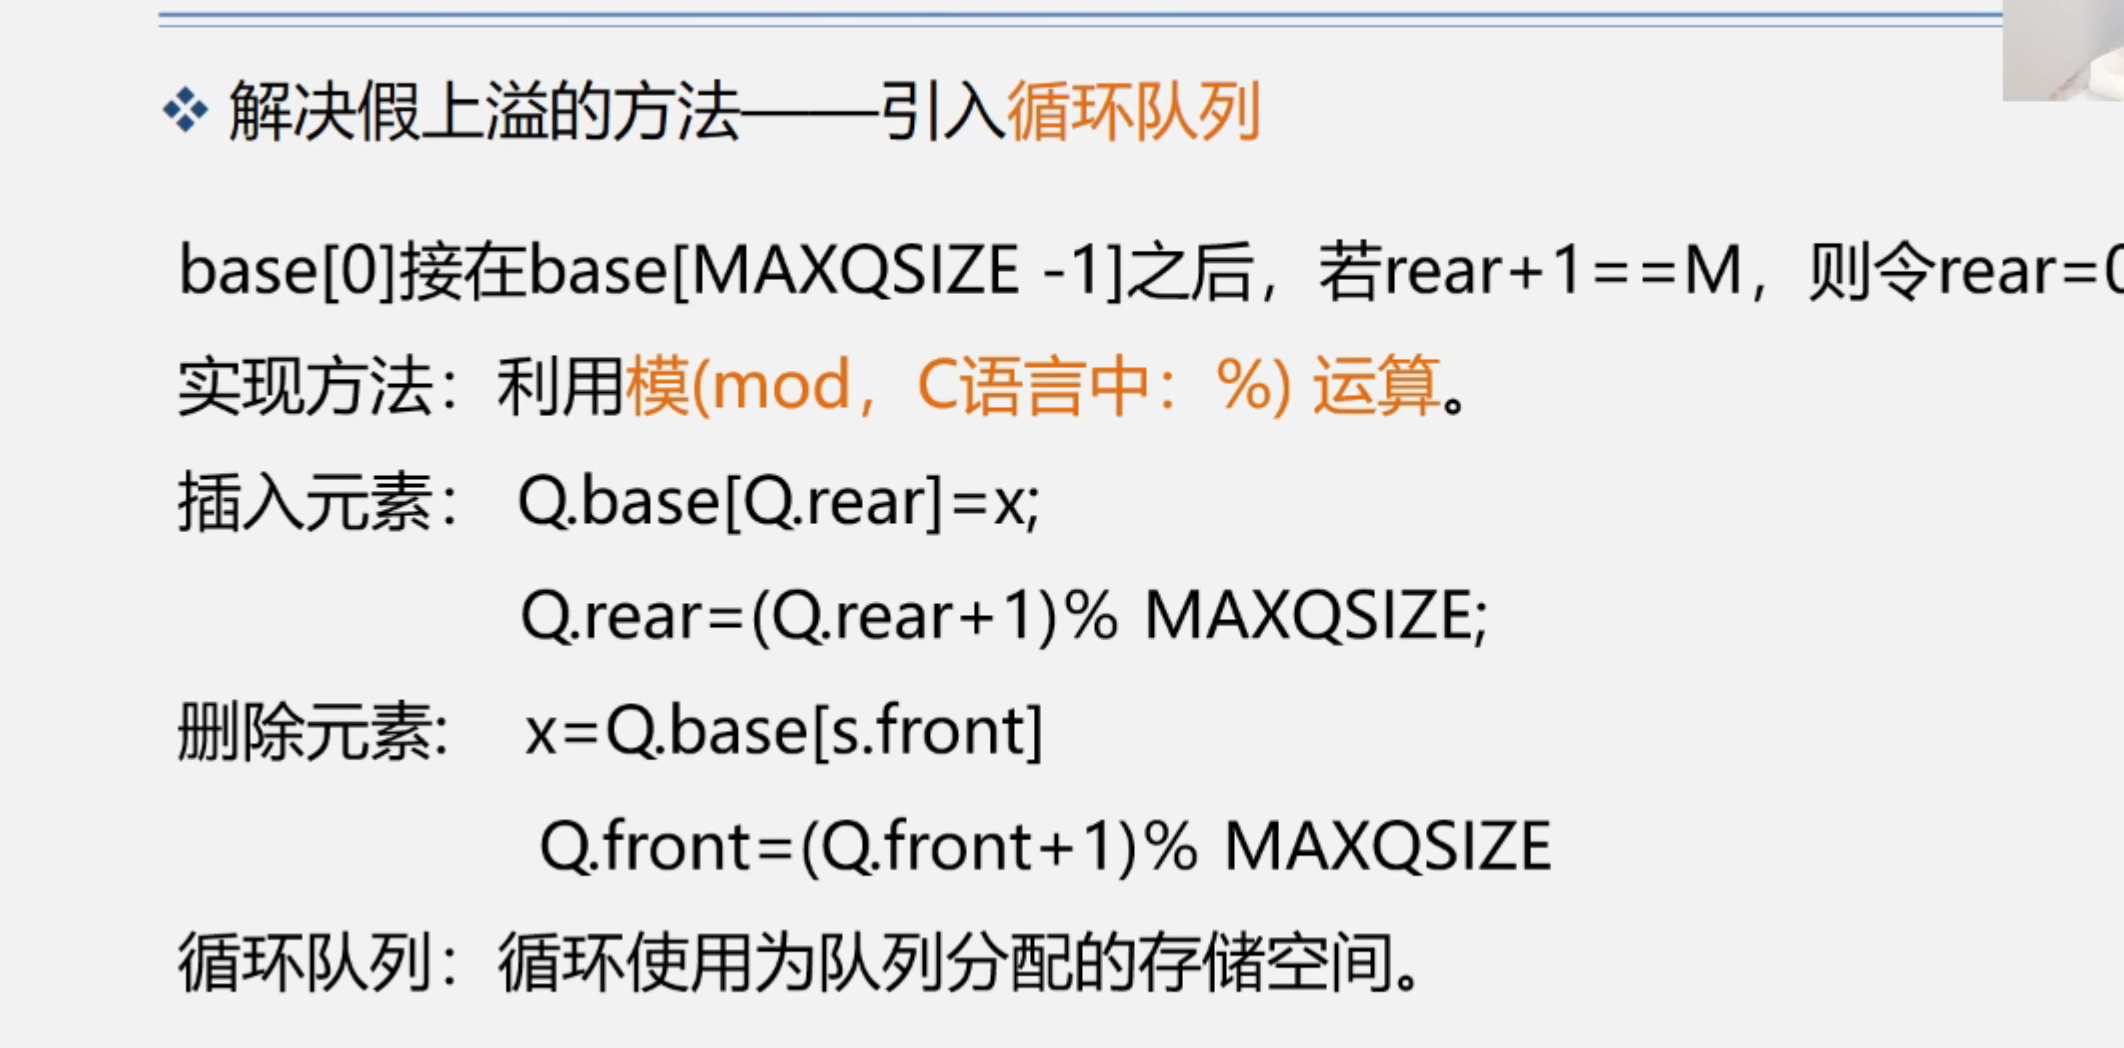 解决假上溢的方法——引入循环队列
base[0]接在base[MAXQSIZE -1]之后，若rear+1==M，则令rear=0
实现方法：利用模(mod，C语言中：%) 运算。
插入元素： Q.base[Q.rear]=x;
Q.rear=(Q.rear+1)% MAXQSIZE;
删除元素: x=Q.base[s.front]
Q.front=(Q.front+1)% MAXQSIZE
循环队列：循环使用为队列分配的存储空间。